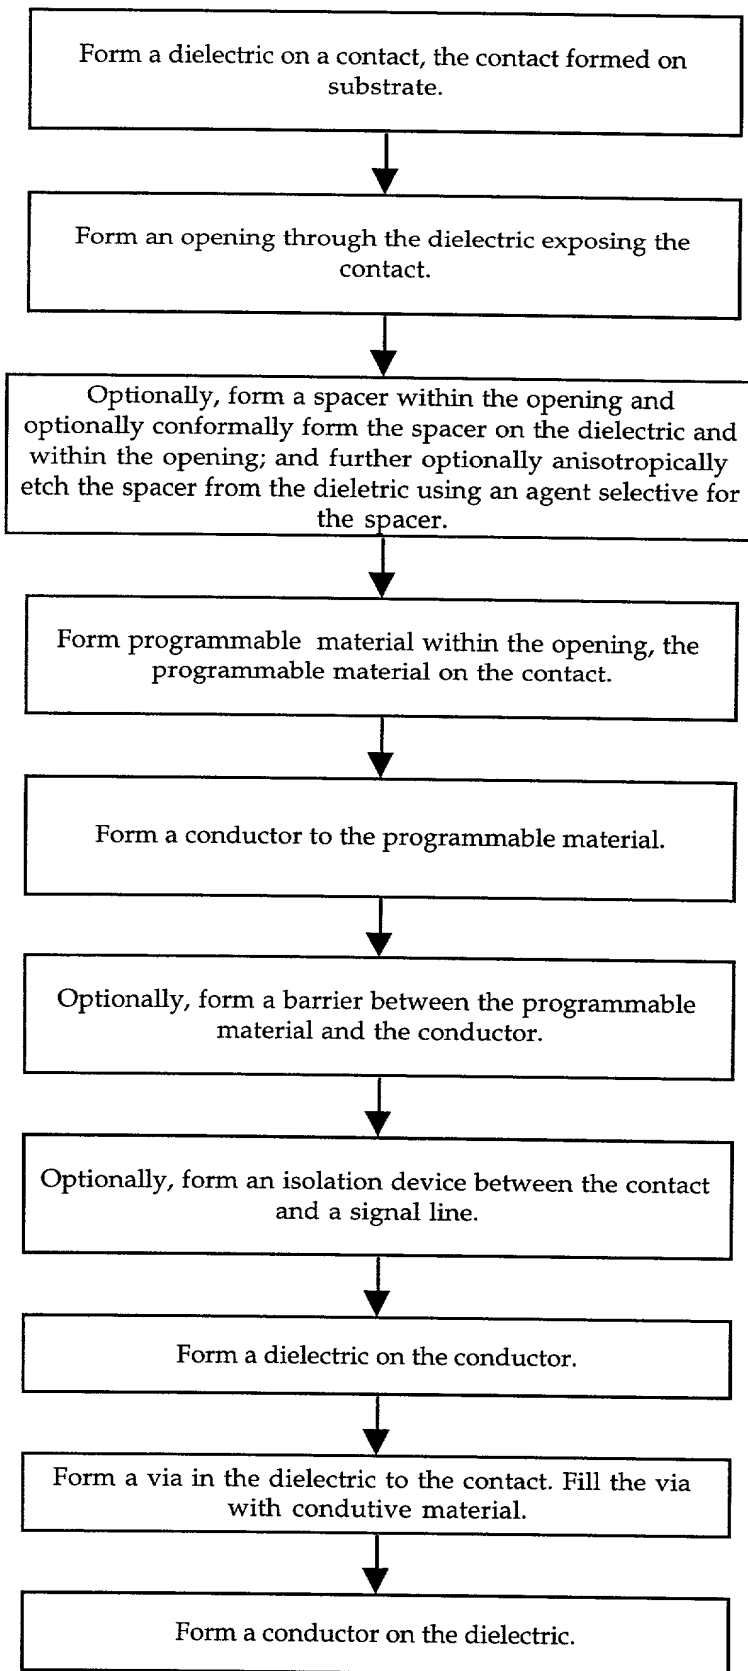 Form a dielectric on a contact, the contact formed on
substrate.
Form an opening through the dielectric exposing the
contact.
Optionally, form a spacer within the opening and
optionally conformally form the spacer on the dielectric and
within the opening; and further optionally anisotropically
etch the spacer from the dieletric using an agent selective for
the spacer.
Form programmable material within the opening, the
programmable material on the contact.
Form a conductor to the programmable material.
Optionally, form a barrier between the programmable
material and the conductor.
Optionally, form an isolation device between the contact
and a signal line.
Form a dielectric on the conductor.
Form a via in the dielectric to the contact. Fill the via
with condutive material.
Form a conductor on the dielectric.